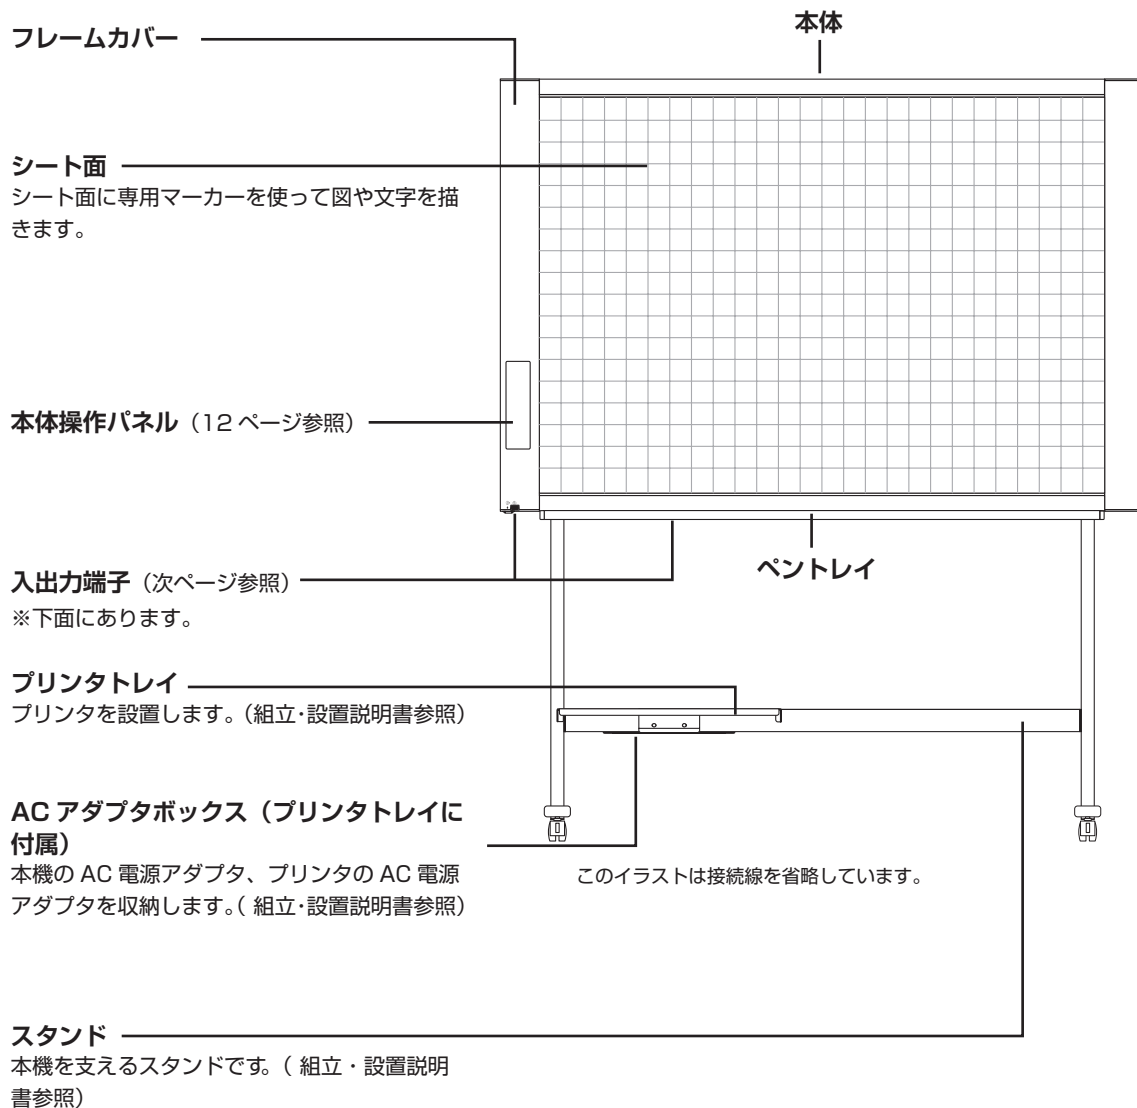 本体
フレームカバー
シート面
シート面に専用マーカーを使って図や文字を描
きます。
本体操作パネル（12 ページ参照）
ペントレイ
入出力端子（次ページ参照）
※下面にあります。
プリンタトレイ
プリンタを設置します。（組立･設置説明書参照）
AC アダプタボックス（プリンタトレイに
付属）
本機の AC 電源アダプタ、プリンタの AC 電源
アダプタを収納します。（ 組立･設置説明書参照）
このイラストは接続線を省略しています。
スタンド
本機を支えるスタンドです。（ 組立・設置説明
書参照）